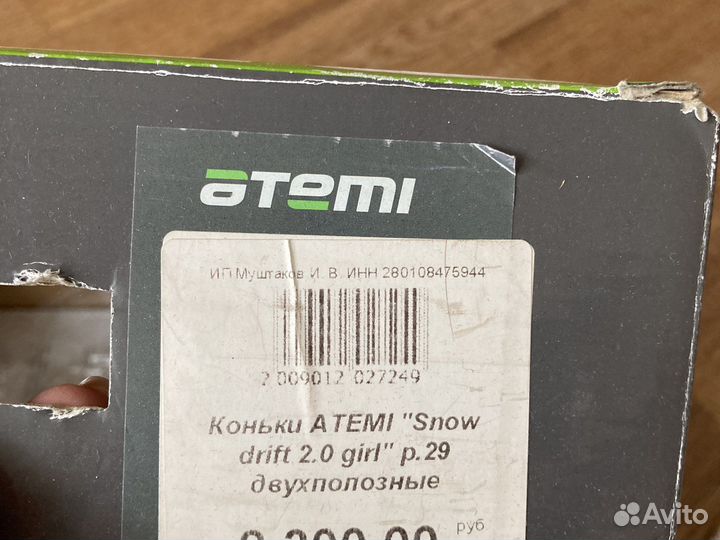 ATEMI
ИП Муштаков И. В. ИНН 280108475944
2 009012 027249
Коньки ATEMI "Snow
drift 2.0 girl" р.29
двухполозные
руб
Avito